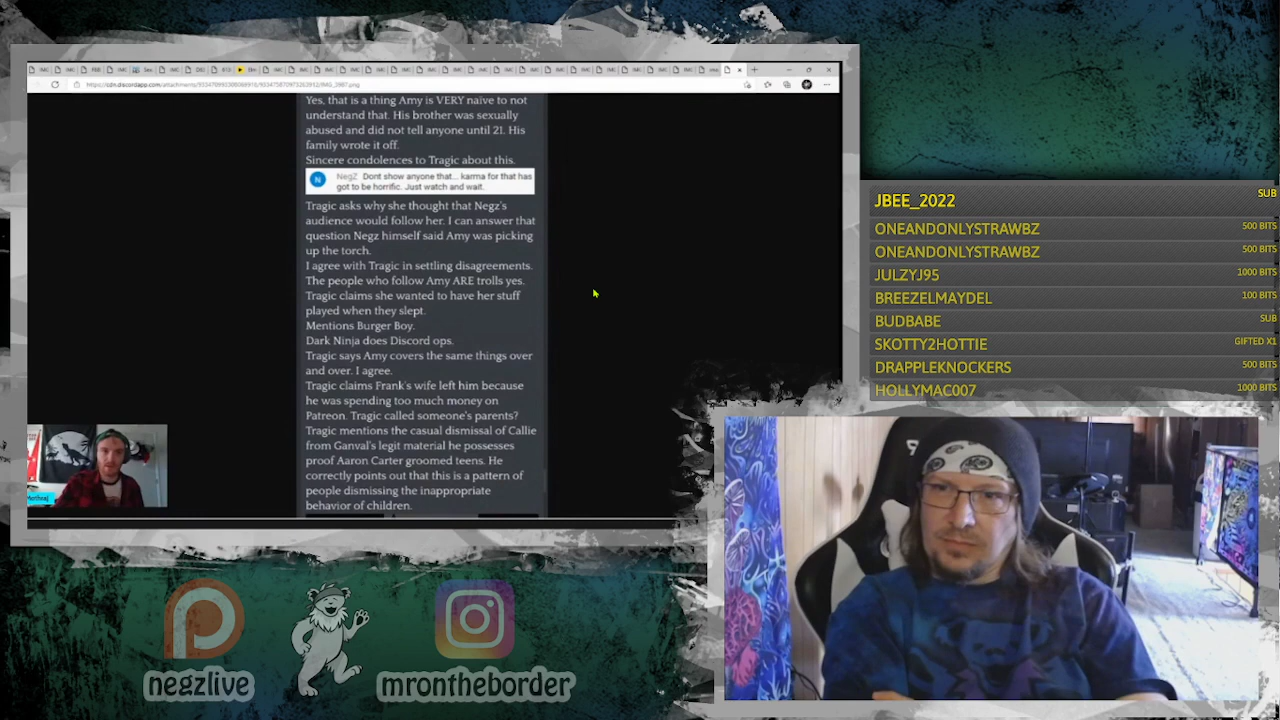 https://cdn.discordapp.com/attachments/
Yes, that is a thing Amy is VERY naïve to not
understand that. His brother was sexually
abused and did not tell anyone until 21. His
family wrote it off.
Sincere condolences to Tragic about this.
N
NegZ Dont show anyone that... karma for that has
got to be horrific. Just watch and wait.
Tragic asks why she thought that Negz's
audience would follow her. I can answer that
question Negz himself said Amy was picking
up the torch.
I agree with Tragic in settling disagreements.
The people who follow Amy ARE trolls yes.
Tragic claims she wanted to have her stuff
played when they slept.
Mentions Burger Boy.
Dark Ninja does Discord ops.
Tragic says Amy covers the same things over
and over. I agree.
Tragic claims Frank's wife left him because
he was spending too much money on
Patreon. Tragic called someone's parents?
Tragic mentions the casual dismissal of Callie
from Ganval's legit material he possesses
proof Aaron Carter groomed teens. He
correctly points out that this is a pattern of
people dismissing the inappropriate
behavior of children.
JBEE_2022 SUB
ONEANDONLYSTRAWBZ 500 BITS
ONEANDONLYSTRAWBZ 500 BITS
JULZYJ95 1000 BITS
BREEZELMAYDEL 100 BITS
BUDBABE SUB
SKOTTY2HOTTIE GIFTED X1
DRAPPLEKNOCKERS 500 BITS
HOLLYMAC007 1000 BITS
negzlive
mrontheborder